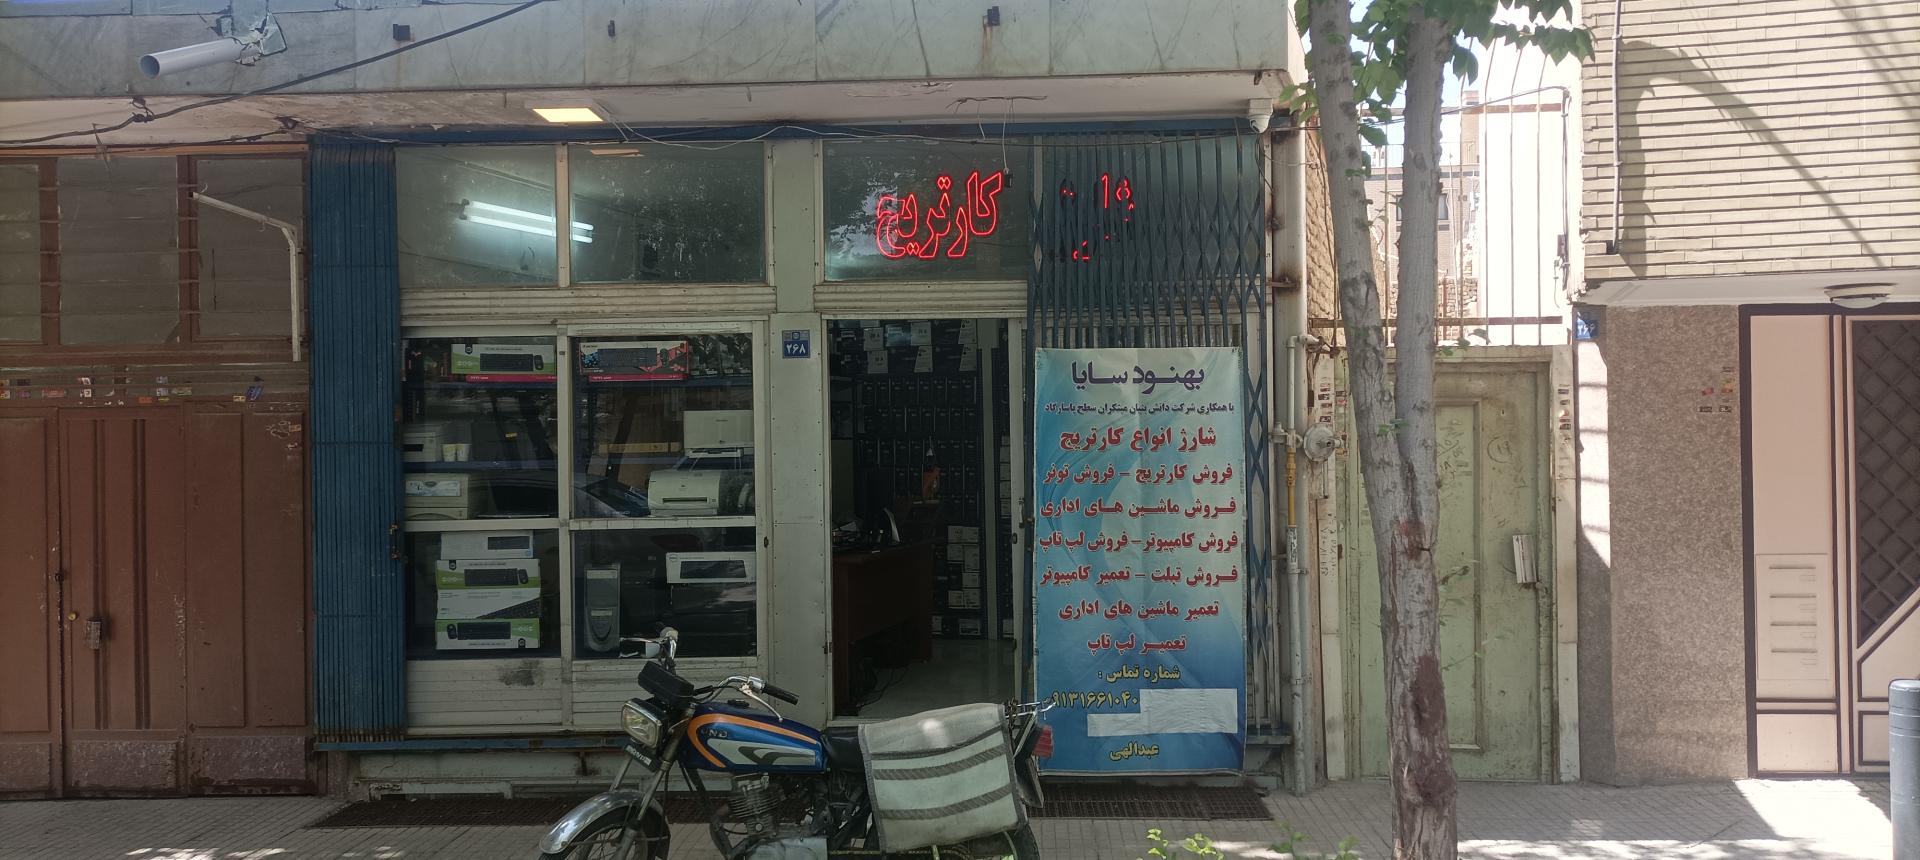 کارتریج
۲۶۸
بهنود سایا
با همکاری شرکت دانش بنیان مبتکران سطح پاسارگاد
شارژ انواع کارتریج
فروش کارتریج - فروش تونر
فروش ماشین های اداری
فروش کامپیوتر - فروش لپ تاپ
فروش تبلت - تعمیر کامپیوتر
تعمیر ماشین های اداری
تعمیر لپ تاپ
شماره تماس :
۰۹۱۳۱۶۶۱۰۴۰
عبدالهی